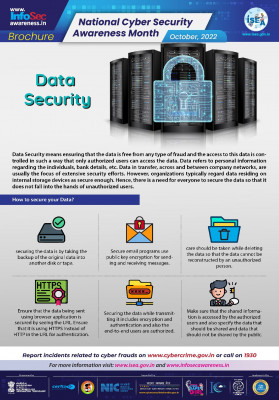 www.
InfoSec
awareness.in
Brochure
National Cyber Security
Awareness Month
October, 2022
ISEA
www.isea.gov.in
Data
Security
Data Security means ensuring that the data is free from any type of fraud and the access to this data is con-
trolled in such a way that only authorized users can access the data. Data refers to personal information
regarding the individuals, bank details, etc. Data in transfer, across and between company networks, are
usually the focus of extensive security efforts. However, organizations typically regard data residing on
internal storage devices as secure enough. Hence, there is a need for everyone to secure the data so that it
does not fall into the hands of unauthorized users.
How to secure your Data?
securing the data is by taking the
backup of the original data into
another disk or tape.
Secure email programs use
public key encryption for send-
ing and receiving messages.
care should be taken while deleting
the data so that the data cannot be
reconstructed by an unauthorized
person.
HTTPS
Ensure that the data being sent
using browser application is
secured by seeing the URL. Ensure
that it is using HTTPS instead of
HTTP in the URL for authentication.
Securing the data while transmit-
ting it includes encryption and
authentication and also the
end-to-end users are authorized.
Make sure that the shared informa-
tion is accessed by the authorized
users and also specify the data that
should be shared and data that
should not be shared by the public.
Report incidents related to cyber frauds on www.cybercrime.gov.in or call on 1930
For more information visit: www.isea.gov.in and www.infosecawareness.in
NIC